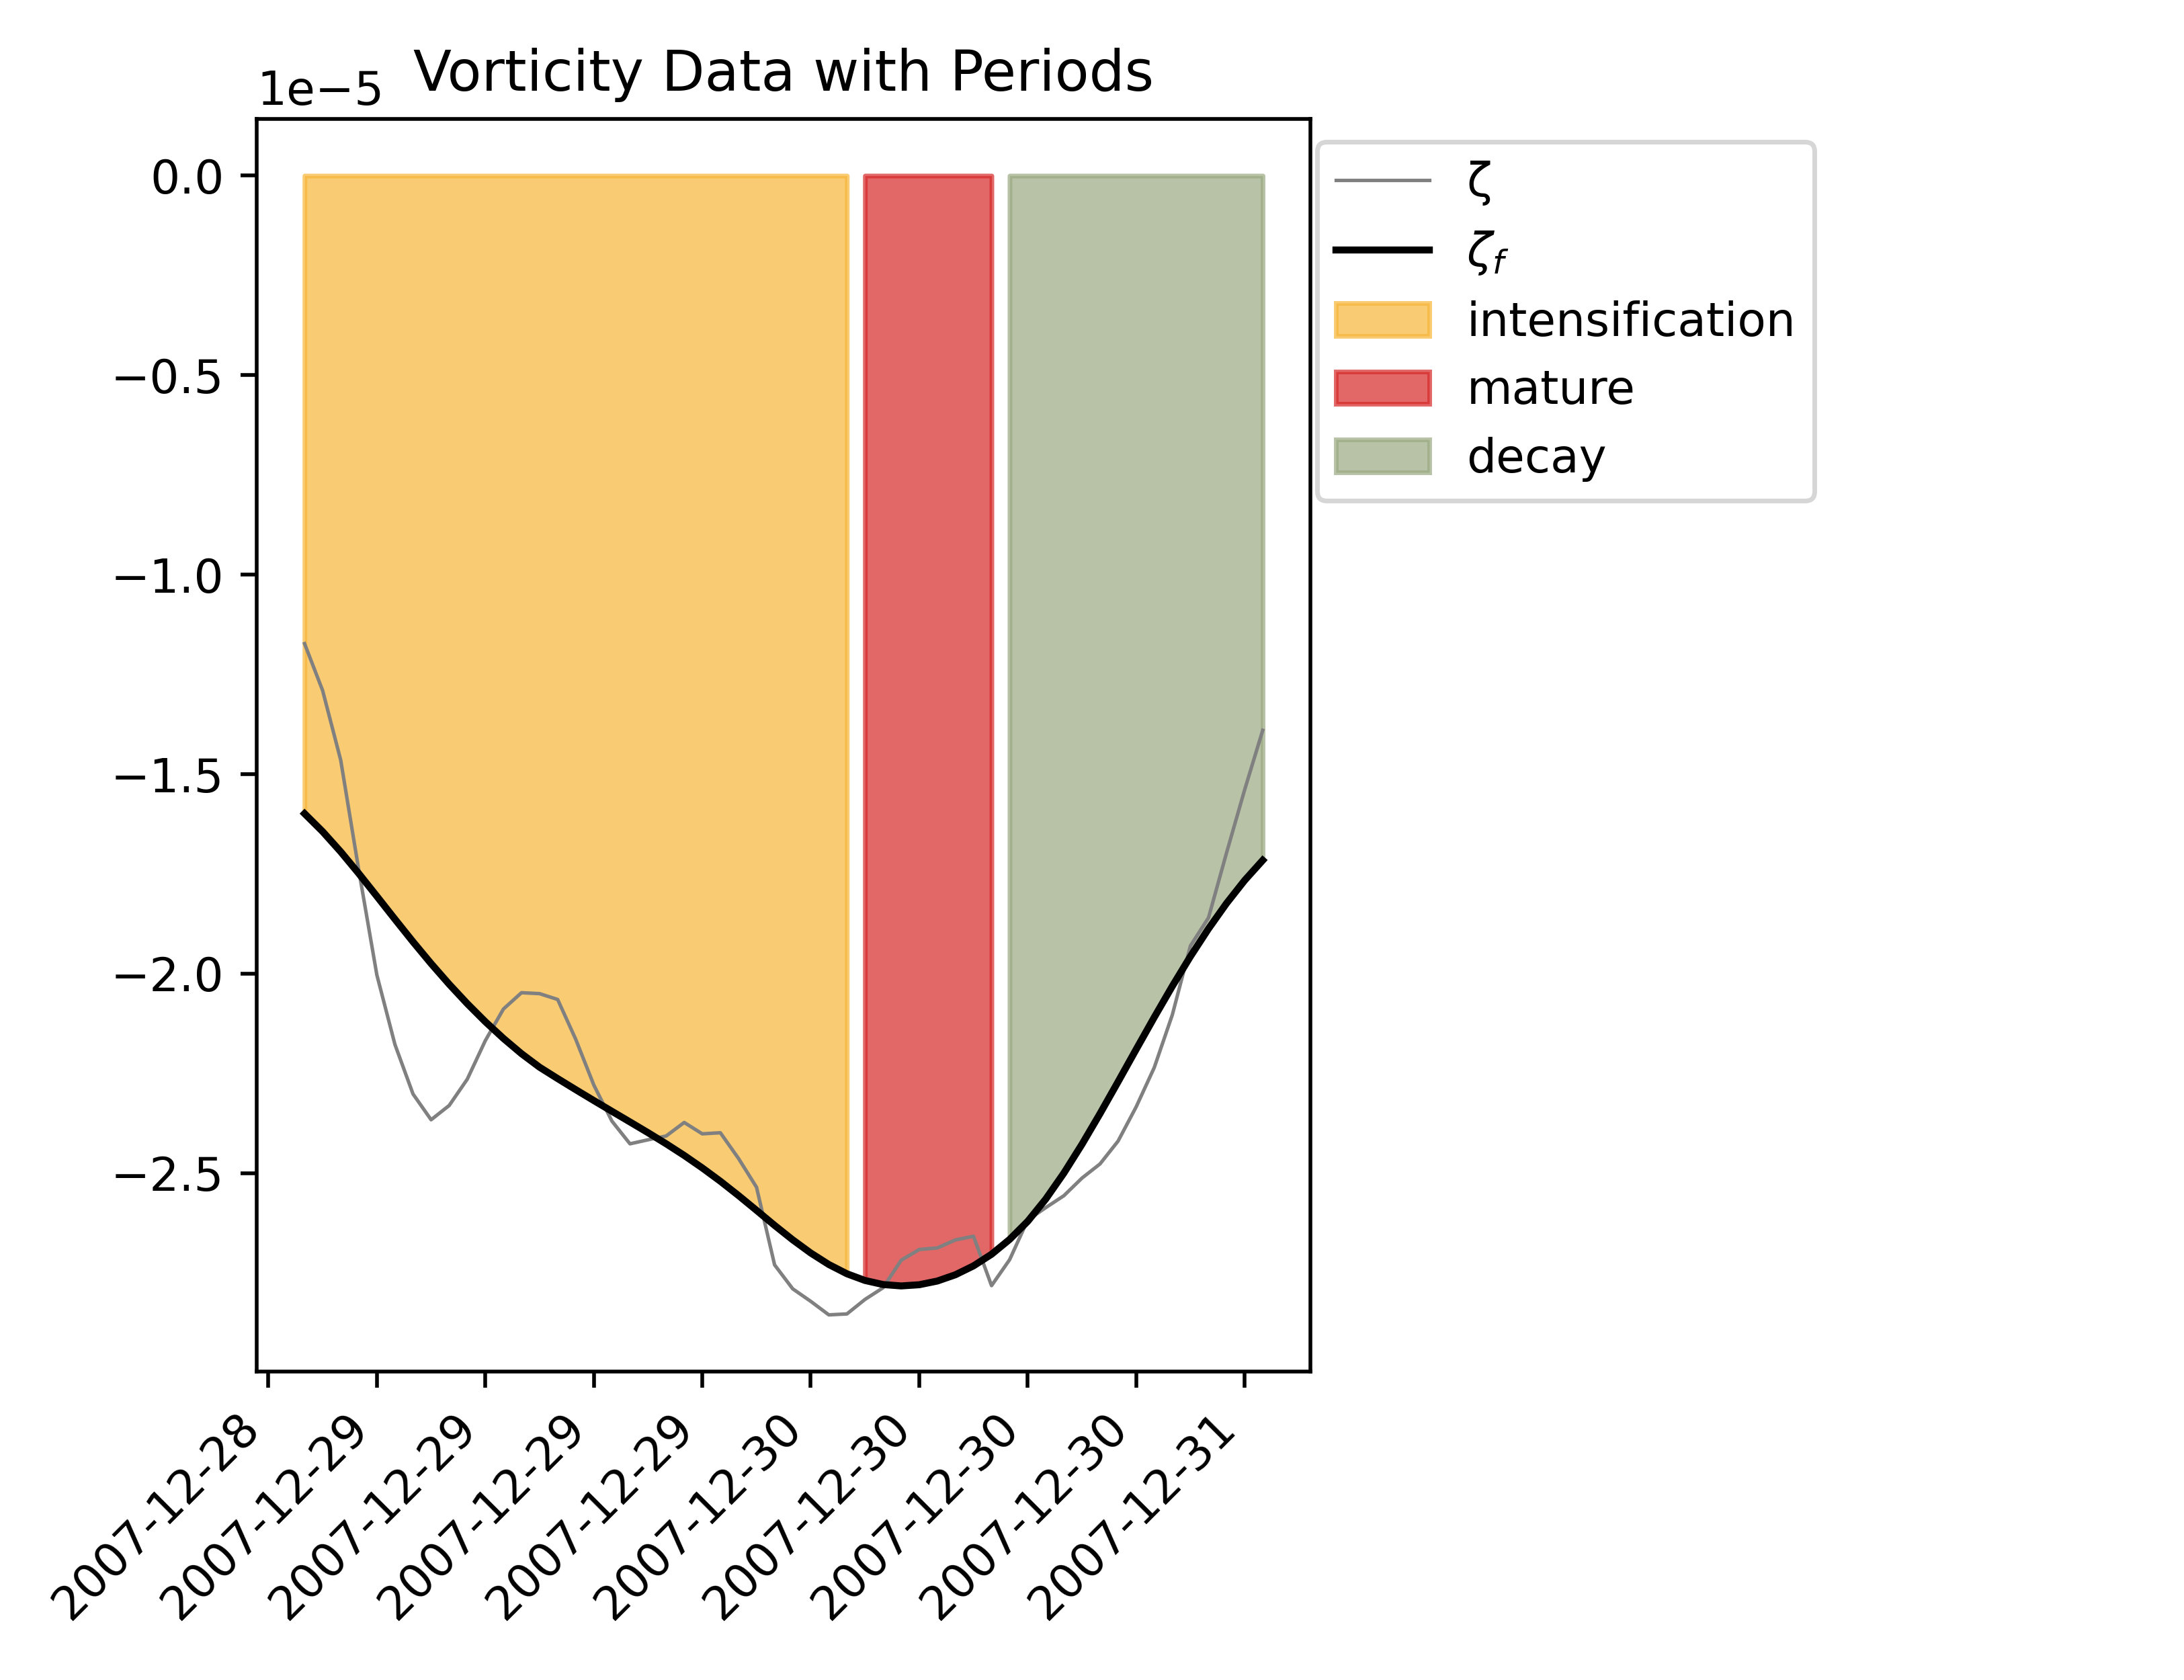 Vorticity Data with Periods
1e−5
0.0
−0.5
−1.0
−1.5
−2.0
−2.5
2007-12-28
2007-12-29
2007-12-29
2007-12-29
2007-12-29
2007-12-30
2007-12-30
2007-12-30
2007-12-30
2007-12-31
ζ
ζf
intensification
mature
decay